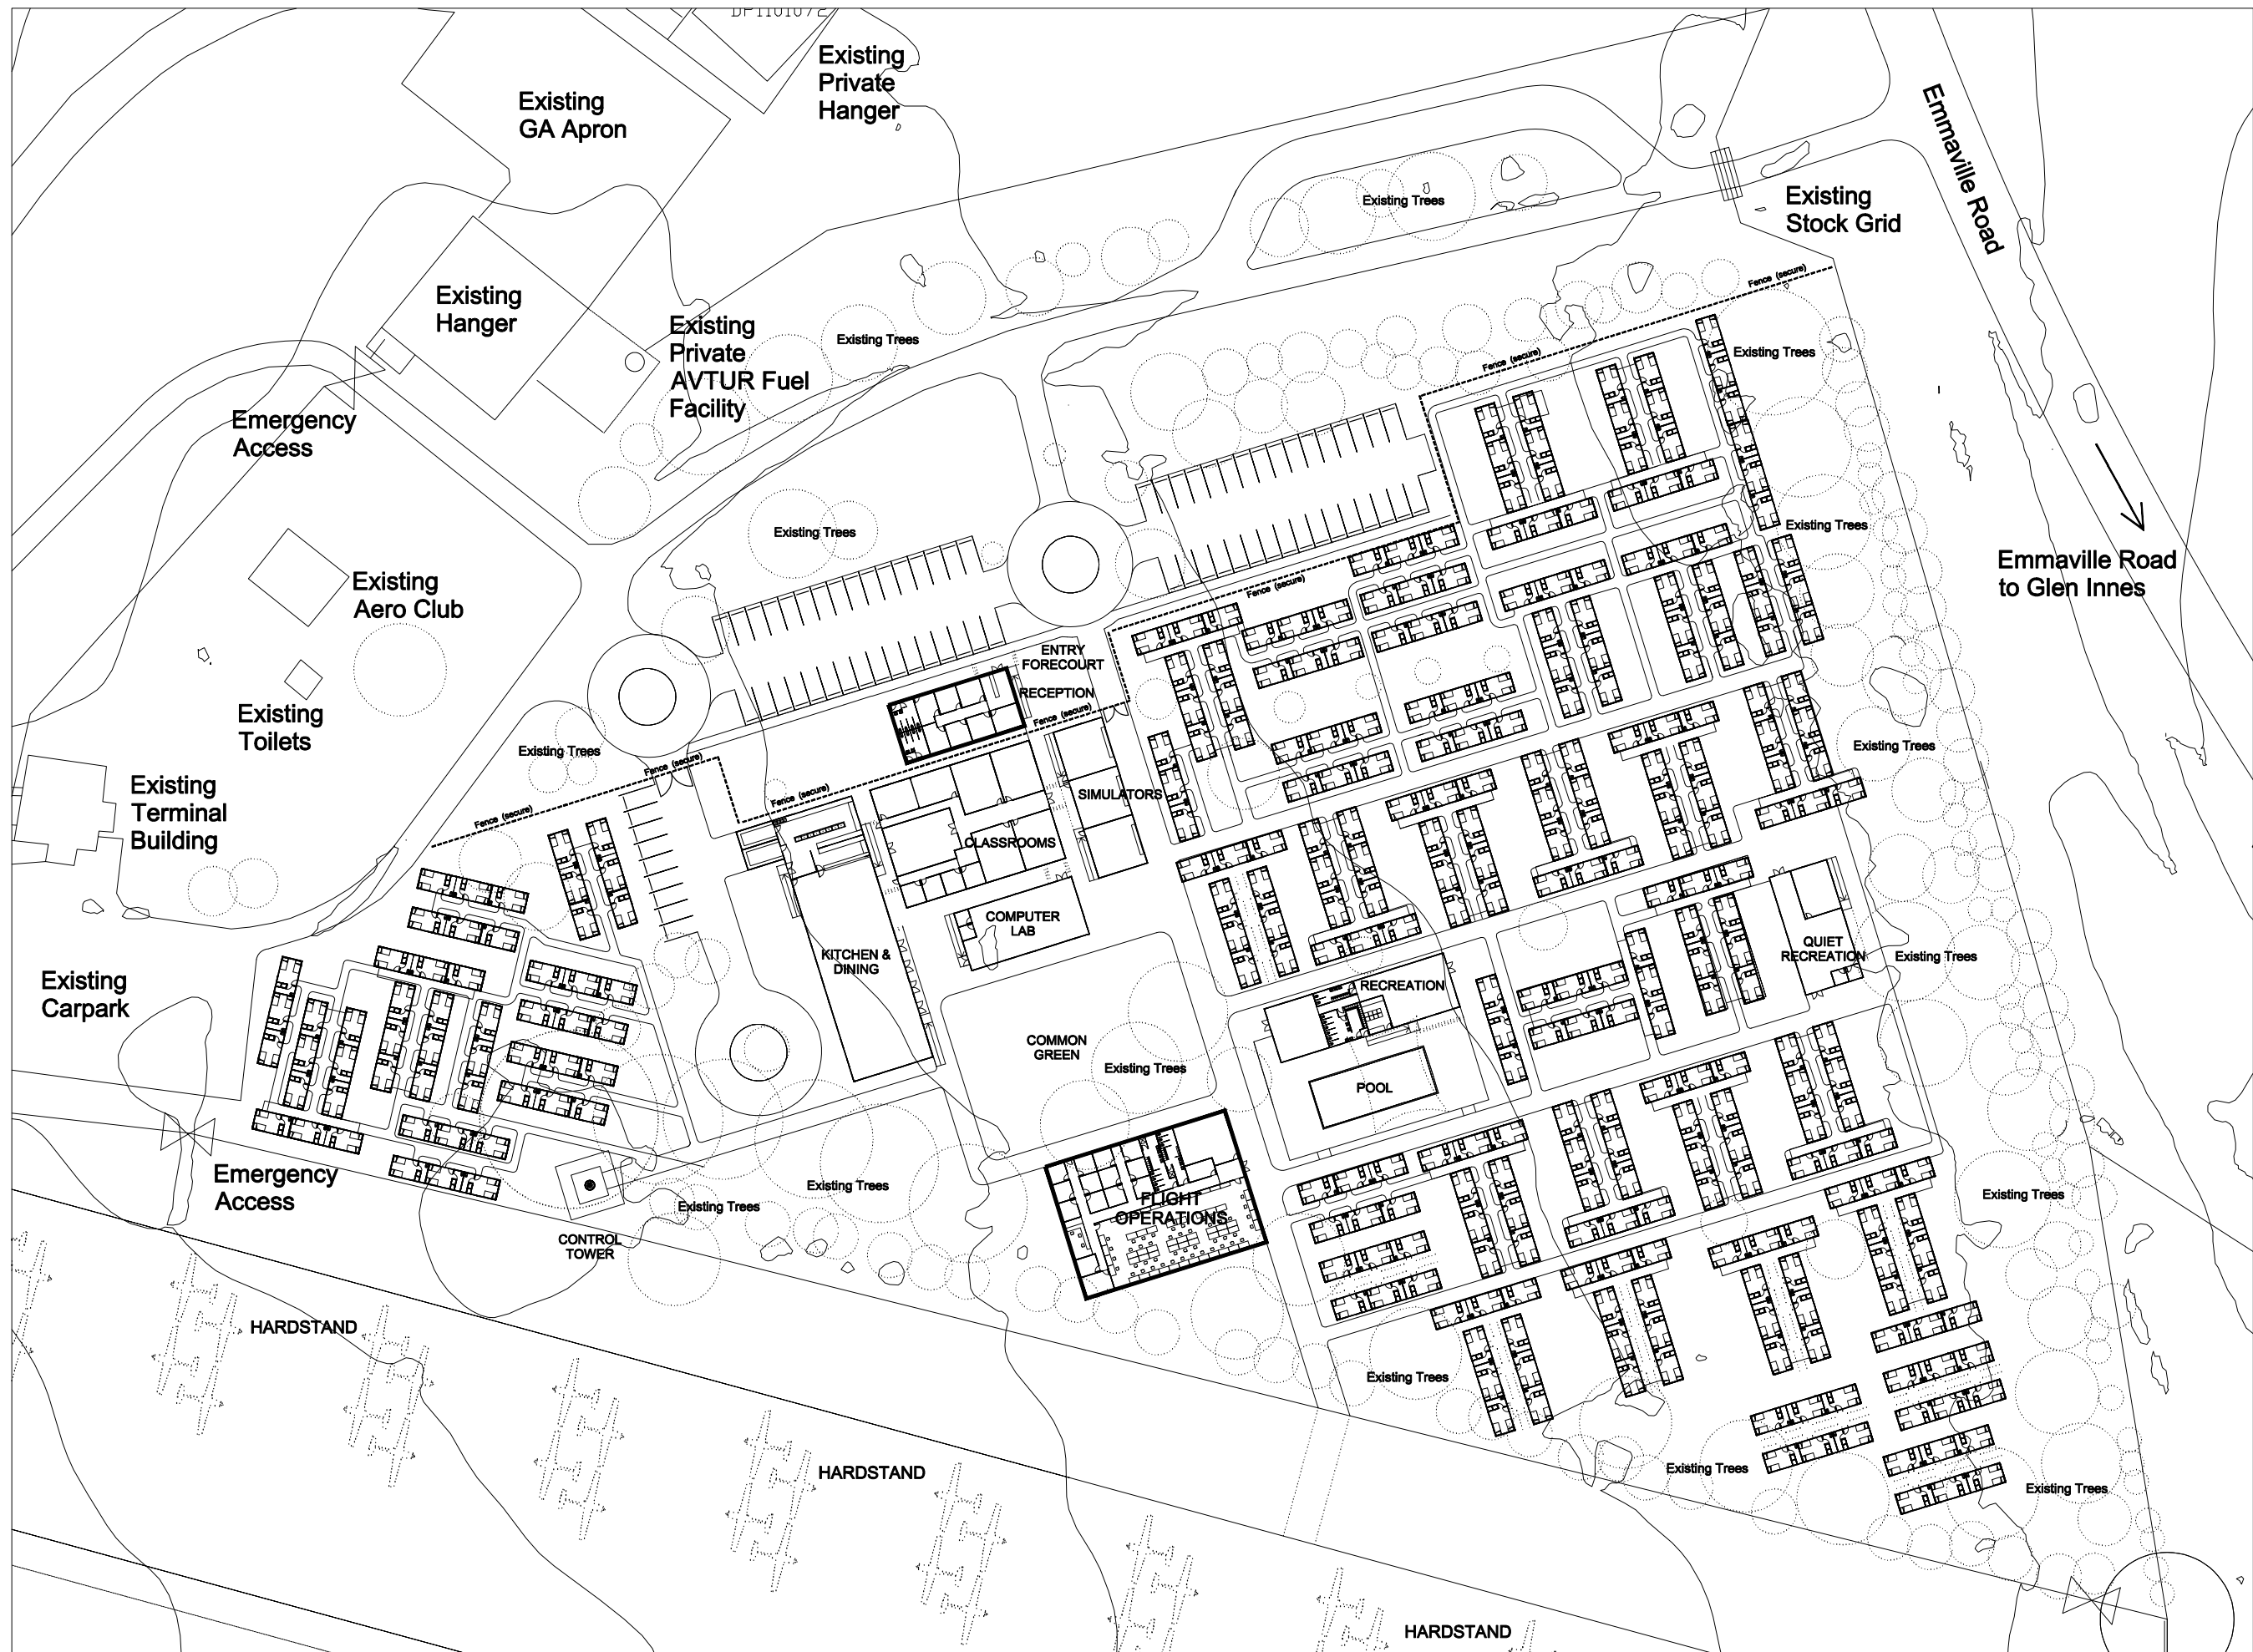 DP1101072
Existing
Private
Hanger
Existing
GA Apron
Emmaville Road
Existing Trees
Existing
Stock Grid
Fence (secure)
Existing
Hanger
Existing
Private
AVTUR Fuel
Facility
Existing Trees
Fence (secure)
Existing Trees
Emergency
Access
Existing Trees
Existing Trees
Emmaville Road
to Glen Innes
Existing
Aero Club
Fence (secure)
ENTRY
FORECOURT
RECEPTION
Existing
Toilets
Fence (secure)
Existing Trees
Existing Trees
Fence (secure)
Existing
Terminal
Building
Fence (secure)
SIMULATORS
Fence (secure)
CLASSROOMS
COMPUTER
LAB
KITCHEN &
DINING
QUIET
RECREATION
Existing Trees
Existing
Carpark
RECREATION
COMMON
GREEN
Existing Trees
POOL
Emergency
Access
Existing Trees
Existing Trees
FLIGHT
OPERATIONS
Existing Trees
CONTROL
TOWER
HARDSTAND
Existing Trees
HARDSTAND
Existing Trees
Existing Trees
HARDSTAND